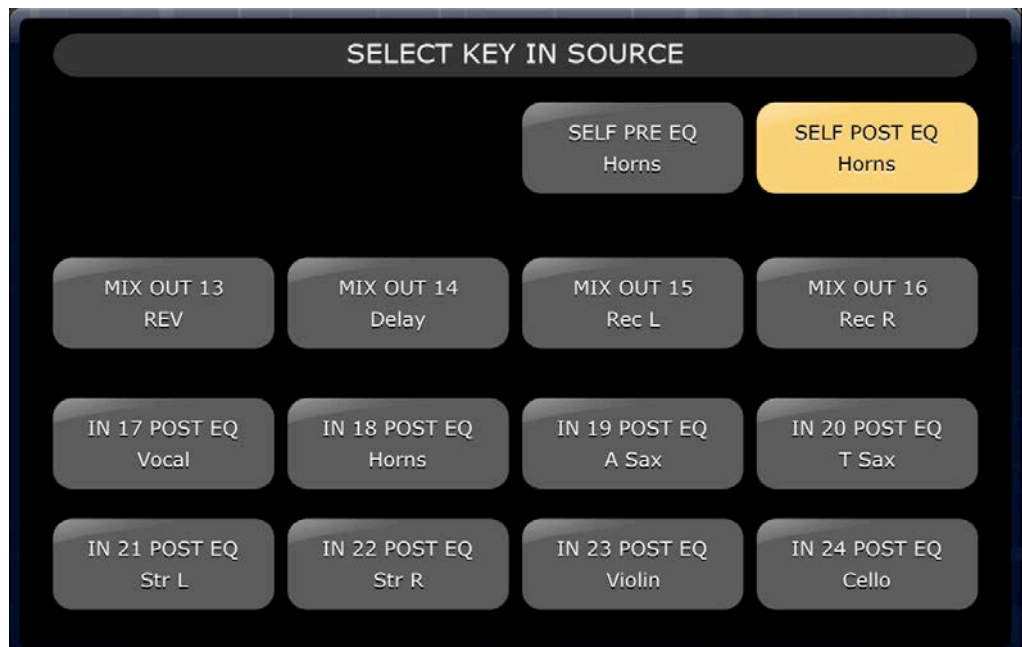 SELECT KEY IN SOURCE
SELF PRE EQ
Horns
SELF POST EQ
Horns
MIX OUT 13
REV
MIX OUT 14
Delay
MIX OUT 15
Rec L
MIX OUT 16
Rec R
IN 17 POST EQ
Vocal
IN 18 POST EQ
Horns
IN 19 POST EQ
A Sax
IN 20 POST EQ
T Sax
IN 21 POST EQ
Str L
IN 22 POST EQ
Str R
IN 23 POST EQ
Violin
IN 24 POST EQ
Cello